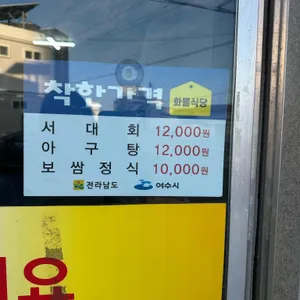 착한가격 화물식당
서대회 12,000원
아구탕 12,000원
보쌈정식 10,000원
전라남도 여수시